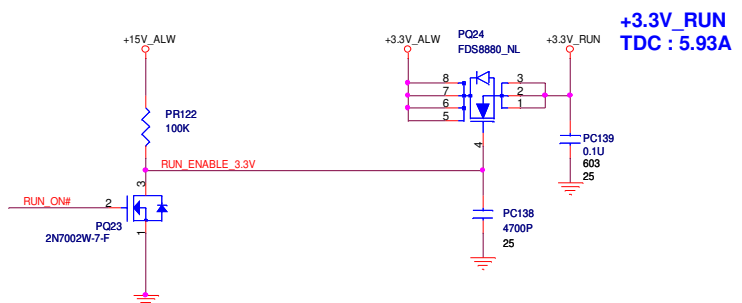 +3.3V_RUN
TDC : 5.93A
+15V_ALW
+3.3V_ALW
PQ24
FDS8880_NL
+3.3V_RUN
8
7
6
5
3
2
1
4
PR122
100K
PC139
0.1U
603
25
RUN_ENABLE_3.3V
3
RUN_ON#
2
1
PQ23
2N7002W-7-F
PC138
4700P
25